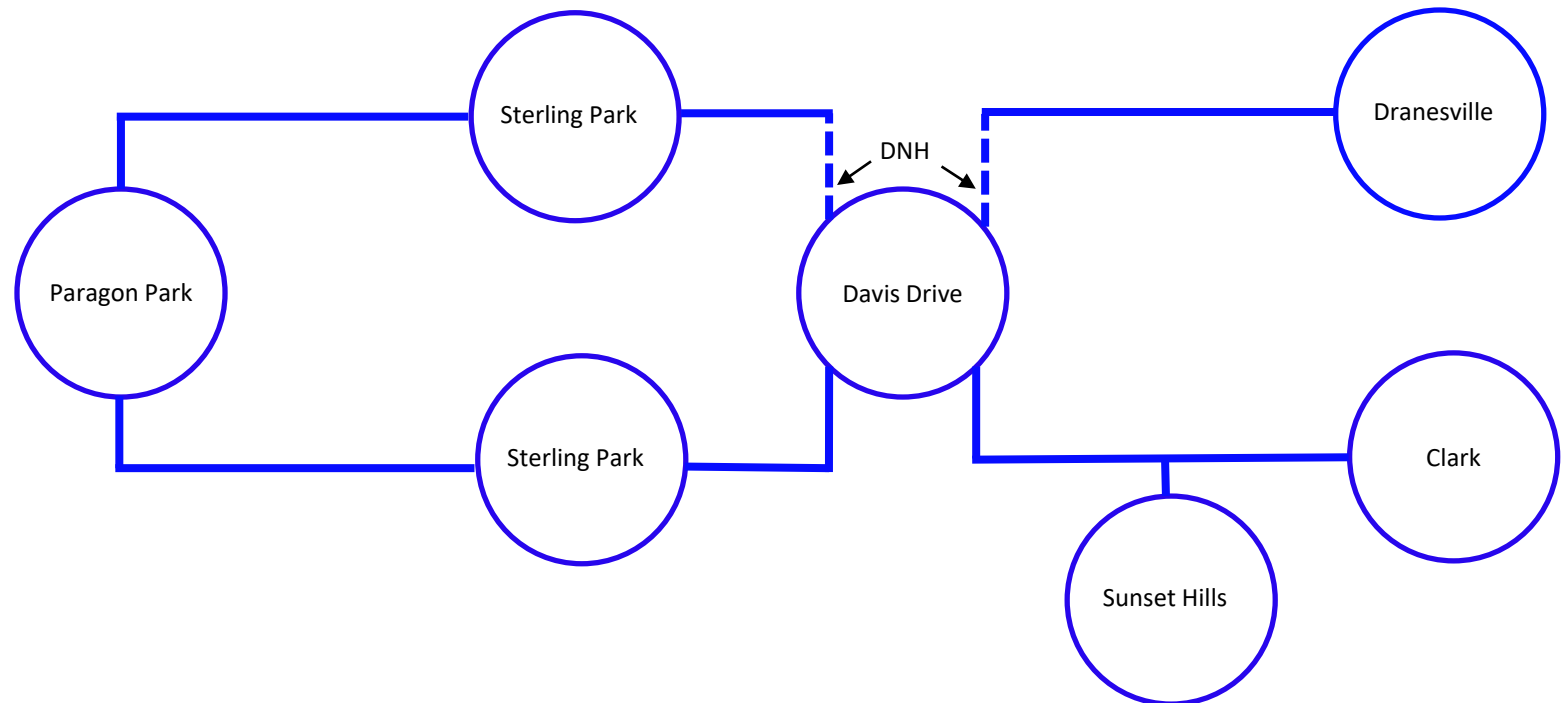 Sterling Park
Dranesville
DNH
Paragon Park
Davis Drive
Sterling Park
Clark
Sunset Hills